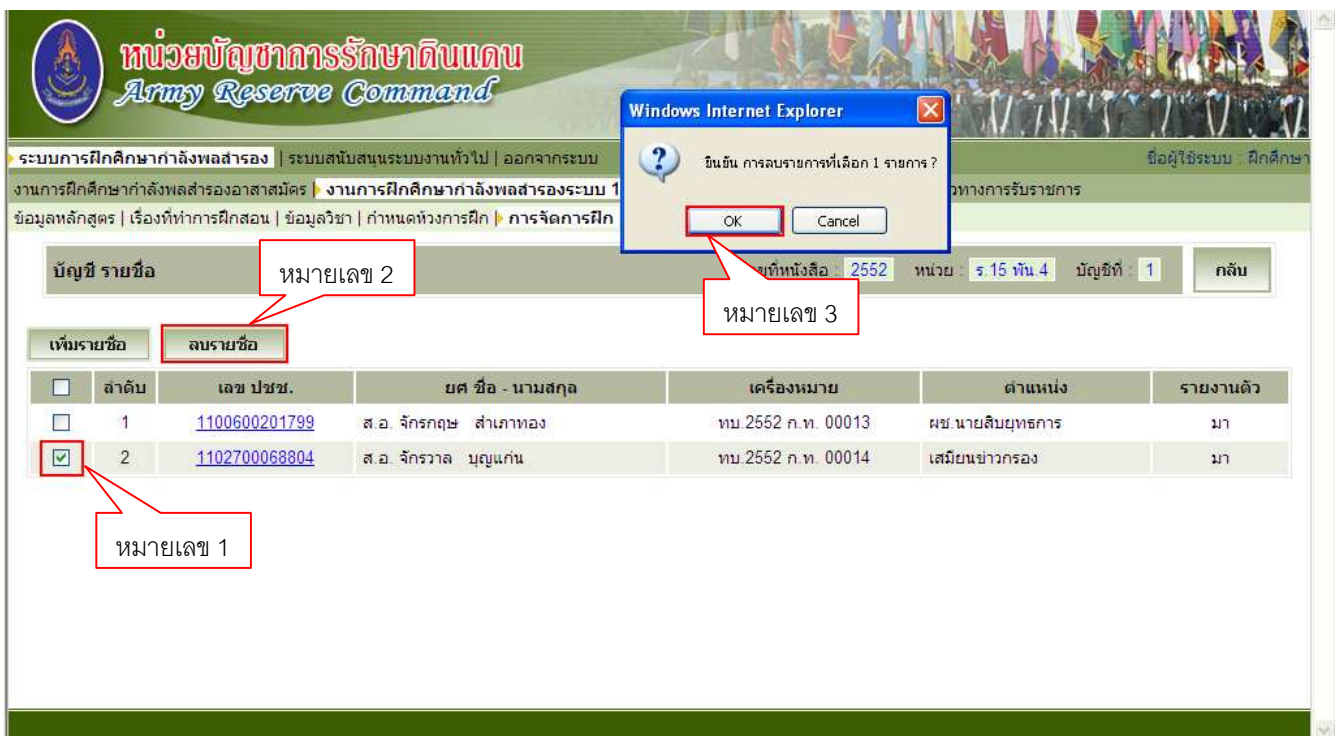 หน่วยบัญชาการรักษาดินแดน
Army Reserve Command
Windows Internet Explorer
ยืนยัน การลบรายการที่เลือก 1 รายการ ?
OK Cancel
ระบบการฝึกศึกษากำลังพลสำรอง | ระบบสนับสนุนระบบงานทั่วไป | ออกจากระบบ ชื่อผู้ใช้ระบบ : ฝึกศึกษา
งานการฝึกศึกษากำลังพลสำรองอาสาสมัคร | งานการฝึกศึกษากำลังพลสำรองระบบ 1 วทางการรับราชการ
ข้อมูลหลักสูตร | เรื่องที่ทำการฝึกสอน | ข้อมูลวิชา | กำหนดห้วงการฝึก | การจัดการฝึก
บัญชี รายชื่อ ที่หนังสือ : 2552 หน่วย : ร.15 พัน.4 บัญชีที่ : 1 กลับ
หมายเลข 2
หมายเลข 3
เพิ่มรายชื่อ ลบรายชื่อ
ลำดับ เลข ปชช. ยศ ชื่อ - นามสกุล เครื่องหมาย ตำแหน่ง รายงานตัว
1 1100600201799 ส.อ. จักรกฤษ สำเภาทอง ทบ.2552 ก.ท. 00013 ผช.นายสิบยุทธการ มา
2 1102700068804 ส.อ. จักรวาล บุญแก่น ทบ.2552 ก.ท. 00014 เสมียนข่าวกรอง มา
หมายเลข 1